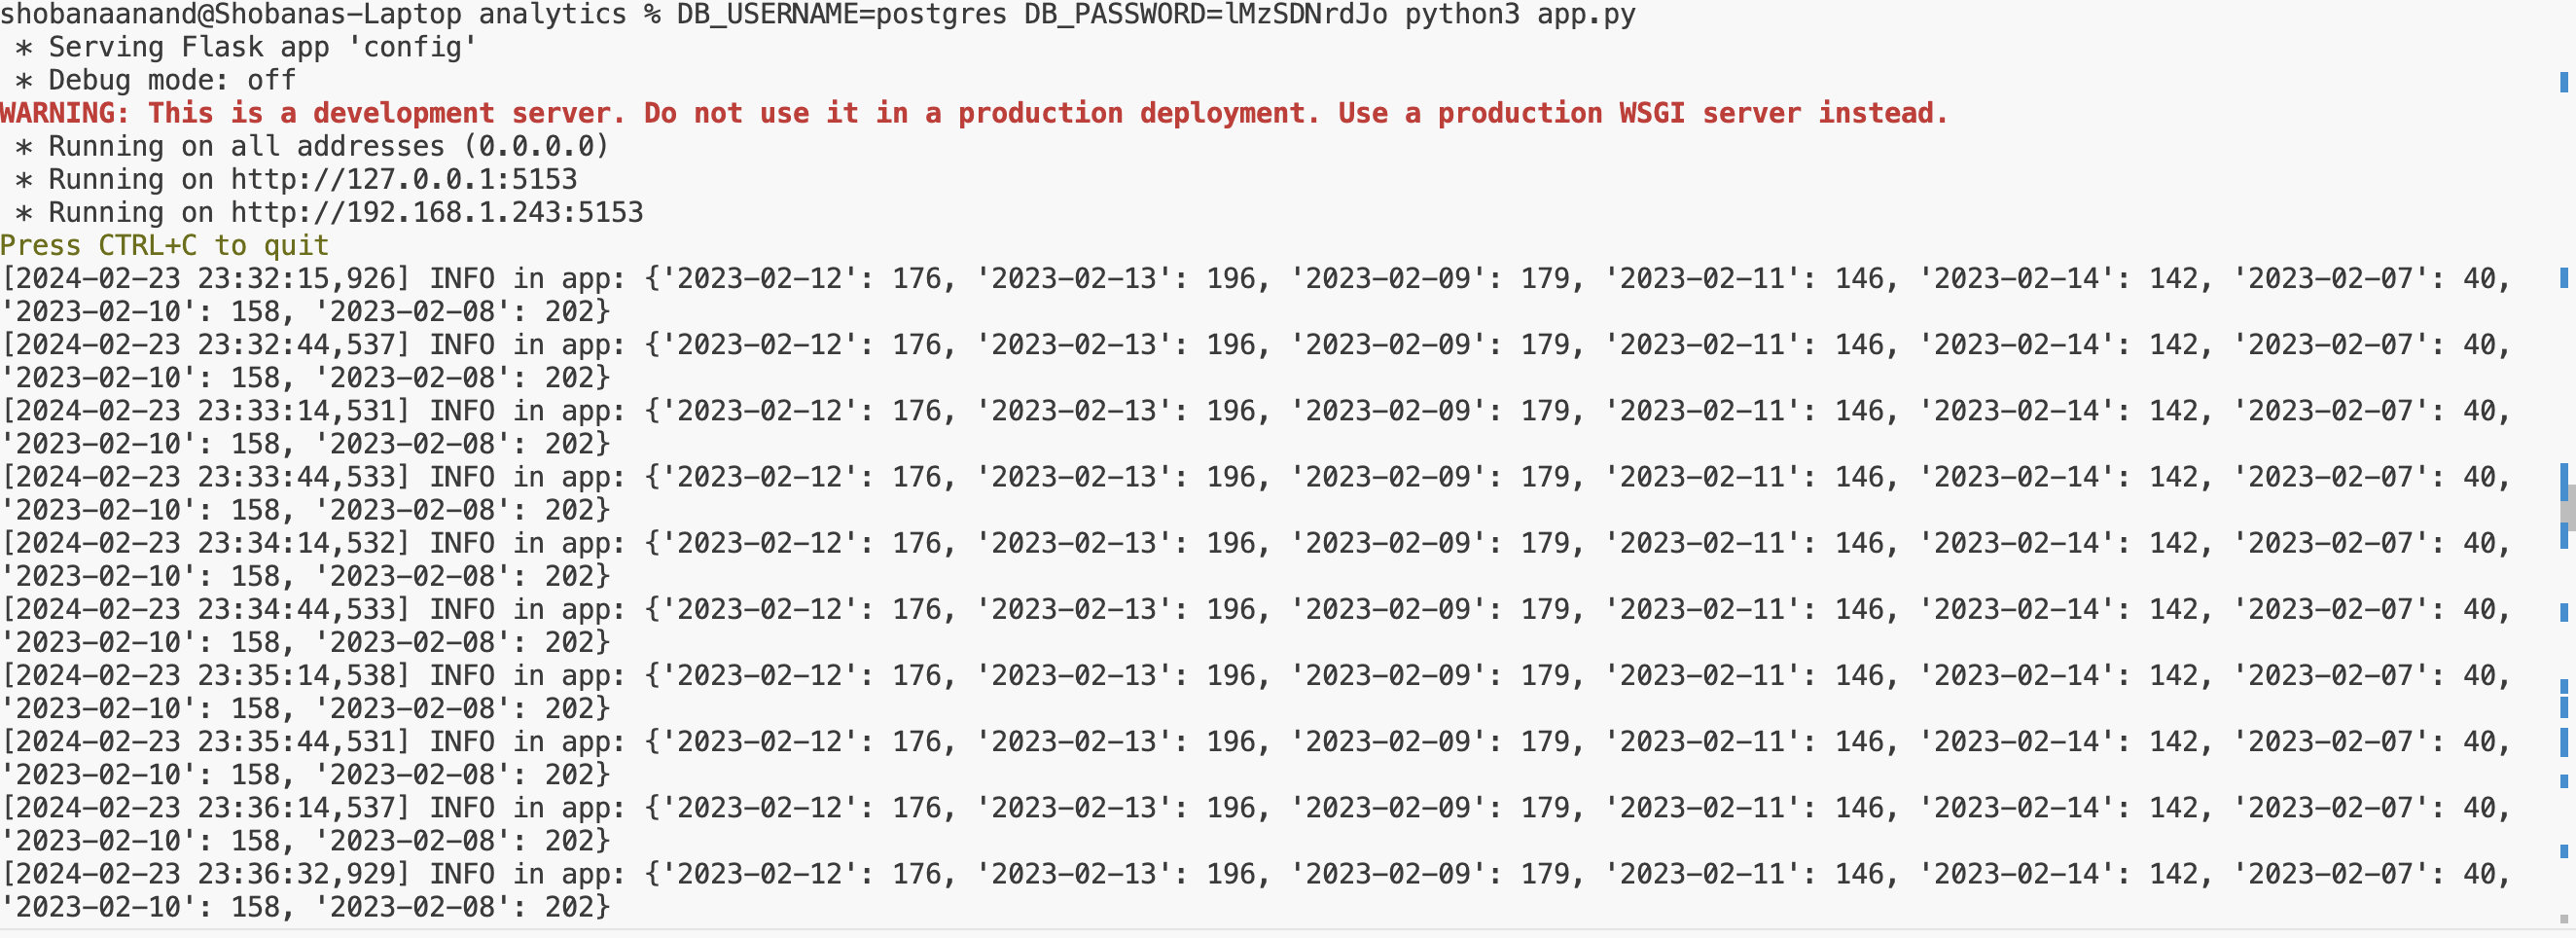 shobanaanand@Shobanas-Laptop analytics % DB_USERNAME=postgres DB_PASSWORD=lMzSDNrdJo python3 app.py
 * Serving Flask app 'config'
 * Debug mode: off
WARNING: This is a development server. Do not use it in a production deployment. Use a production WSGI server instead.
 * Running on all addresses (0.0.0.0)
 * Running on http://127.0.0.1:5153
 * Running on http://192.168.1.243:5153
Press CTRL+C to quit
[2024-02-23 23:32:15,926] INFO in app: {'2023-02-12': 176, '2023-02-13': 196, '2023-02-09': 179, '2023-02-11': 146, '2023-02-14': 142, '2023-02-07': 40,
'2023-02-10': 158, '2023-02-08': 202}
[2024-02-23 23:32:44,537] INFO in app: {'2023-02-12': 176, '2023-02-13': 196, '2023-02-09': 179, '2023-02-11': 146, '2023-02-14': 142, '2023-02-07': 40,
'2023-02-10': 158, '2023-02-08': 202}
[2024-02-23 23:33:14,531] INFO in app: {'2023-02-12': 176, '2023-02-13': 196, '2023-02-09': 179, '2023-02-11': 146, '2023-02-14': 142, '2023-02-07': 40,
'2023-02-10': 158, '2023-02-08': 202}
[2024-02-23 23:33:44,533] INFO in app: {'2023-02-12': 176, '2023-02-13': 196, '2023-02-09': 179, '2023-02-11': 146, '2023-02-14': 142, '2023-02-07': 40,
'2023-02-10': 158, '2023-02-08': 202}
[2024-02-23 23:34:14,532] INFO in app: {'2023-02-12': 176, '2023-02-13': 196, '2023-02-09': 179, '2023-02-11': 146, '2023-02-14': 142, '2023-02-07': 40,
'2023-02-10': 158, '2023-02-08': 202}
[2024-02-23 23:34:44,533] INFO in app: {'2023-02-12': 176, '2023-02-13': 196, '2023-02-09': 179, '2023-02-11': 146, '2023-02-14': 142, '2023-02-07': 40,
'2023-02-10': 158, '2023-02-08': 202}
[2024-02-23 23:35:14,538] INFO in app: {'2023-02-12': 176, '2023-02-13': 196, '2023-02-09': 179, '2023-02-11': 146, '2023-02-14': 142, '2023-02-07': 40,
'2023-02-10': 158, '2023-02-08': 202}
[2024-02-23 23:35:44,531] INFO in app: {'2023-02-12': 176, '2023-02-13': 196, '2023-02-09': 179, '2023-02-11': 146, '2023-02-14': 142, '2023-02-07': 40,
'2023-02-10': 158, '2023-02-08': 202}
[2024-02-23 23:36:14,537] INFO in app: {'2023-02-12': 176, '2023-02-13': 196, '2023-02-09': 179, '2023-02-11': 146, '2023-02-14': 142, '2023-02-07': 40,
'2023-02-10': 158, '2023-02-08': 202}
[2024-02-23 23:36:32,929] INFO in app: {'2023-02-12': 176, '2023-02-13': 196, '2023-02-09': 179, '2023-02-11': 146, '2023-02-14': 142, '2023-02-07': 40,
'2023-02-10': 158, '2023-02-08': 202}